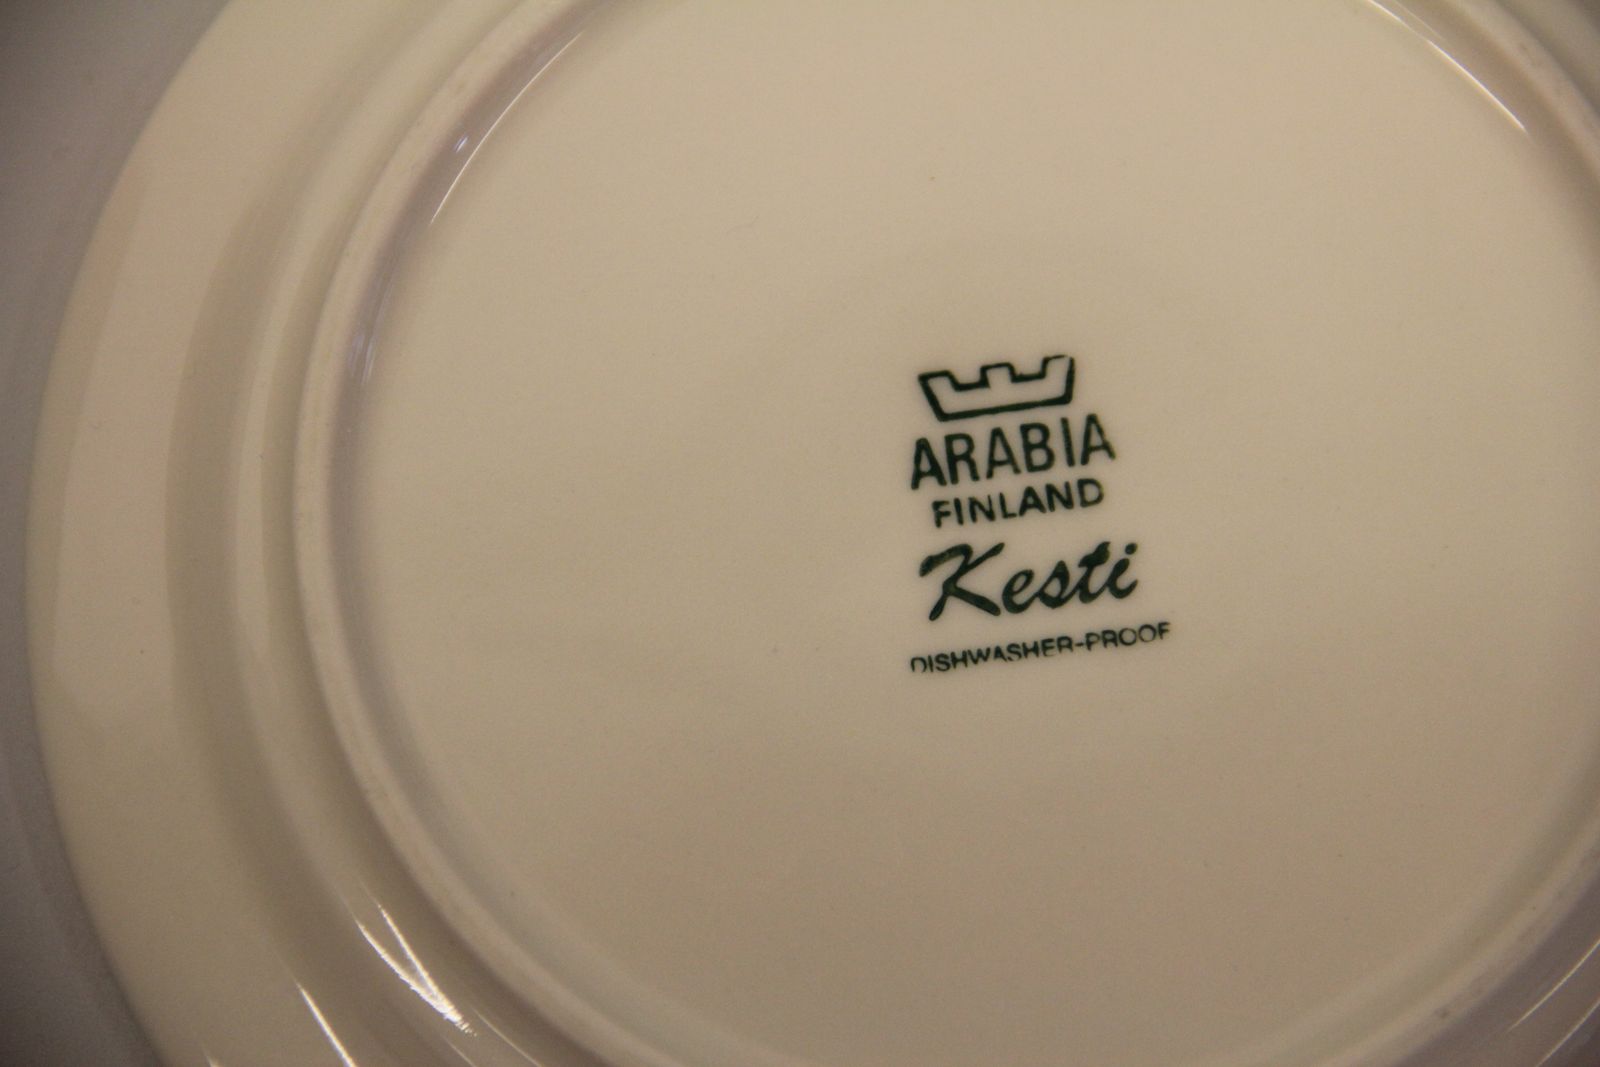 ARABIA
FINLAND
Kesti
DISHWASHER-PROOF